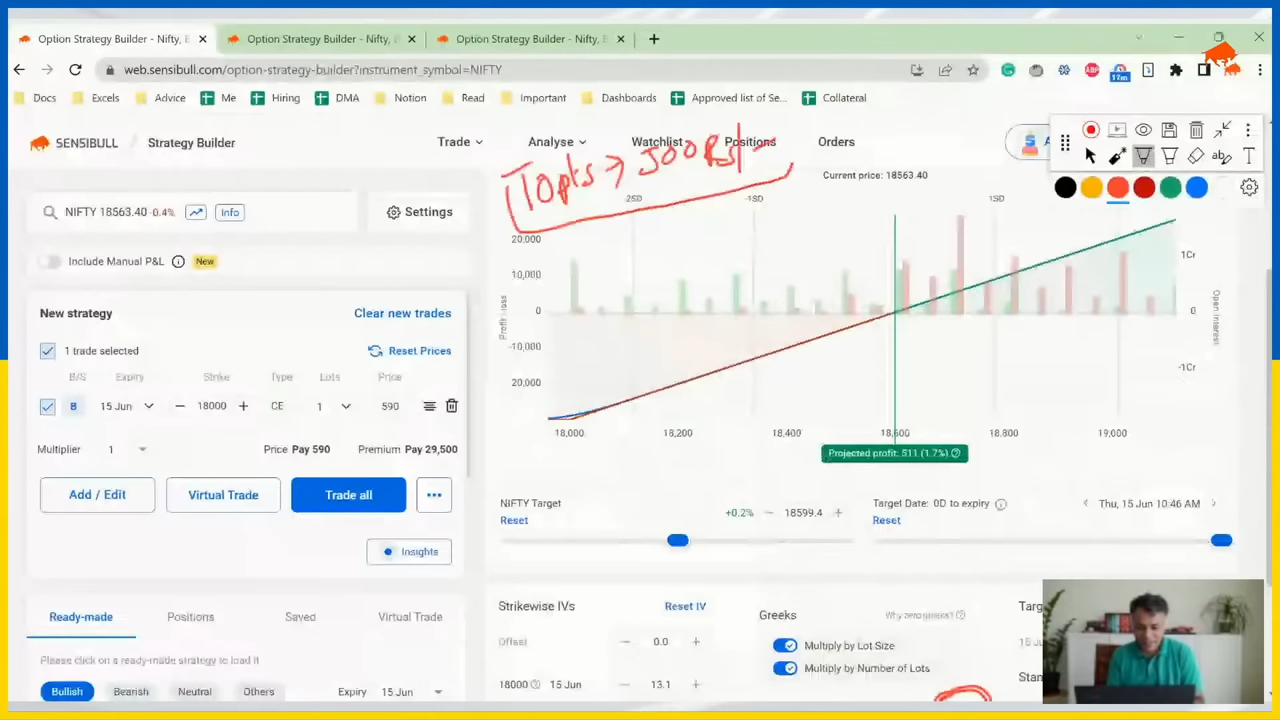 Option Strategy Builder - Nifty, B
Option Strategy Builder - Nifty, B
Option Strategy Builder - Nifty, B
web.sensibull.com/option-strategy-builder?instrument_symbol=NIFTY
ABP
17m
Docs
Excels
Advice
Me
Hiring
DMA
Notion
Read
Important
Dashboards
Approved list of Se...
Collateral
SENSIBULL
Strategy Builder
Trade
Analyse
Watchlist
Positions
Orders
10pts → 500Rs/-
Current price: 18563.40
NIFTY 18563.40 -0.4%
Info
Settings
Include Manual P&L
New
New strategy
Clear new trades
1 trade selected
Reset Prices
B/S
Expiry
Strike
Type
Lots
Price
B
15 Jun
18000
CE
1
590
Multiplier
1
Price Pay 590
Premium Pay 29,500
Add / Edit
Virtual Trade
Trade all
Insights
-2SD
-1SD
1SD
20,000
10,000
0
-10,000
20,000
Profit / loss
1Cr
0
-1Cr
Open Interest
18,000
18,200
18,400
18,600
18,800
19,000
Projected profit: 511 (1.7%)
NIFTY Target
Reset
+0.2%
18599.4
Target Date: 0D to expiry
Reset
Thu, 15 Jun 10:46 AM
Ready-made
Positions
Saved
Virtual Trade
Please click on a ready-made strategy to load it
Bullish
Bearish
Neutral
Others
Expiry
15 Jun
Strikewise IVs
Reset IV
Offset
0.0
18000
15 Jun
13.1
Greeks
Why zero greeks?
Multiply by Lot Size
Multiply by Number of Lots
Targ
15 J
Stan